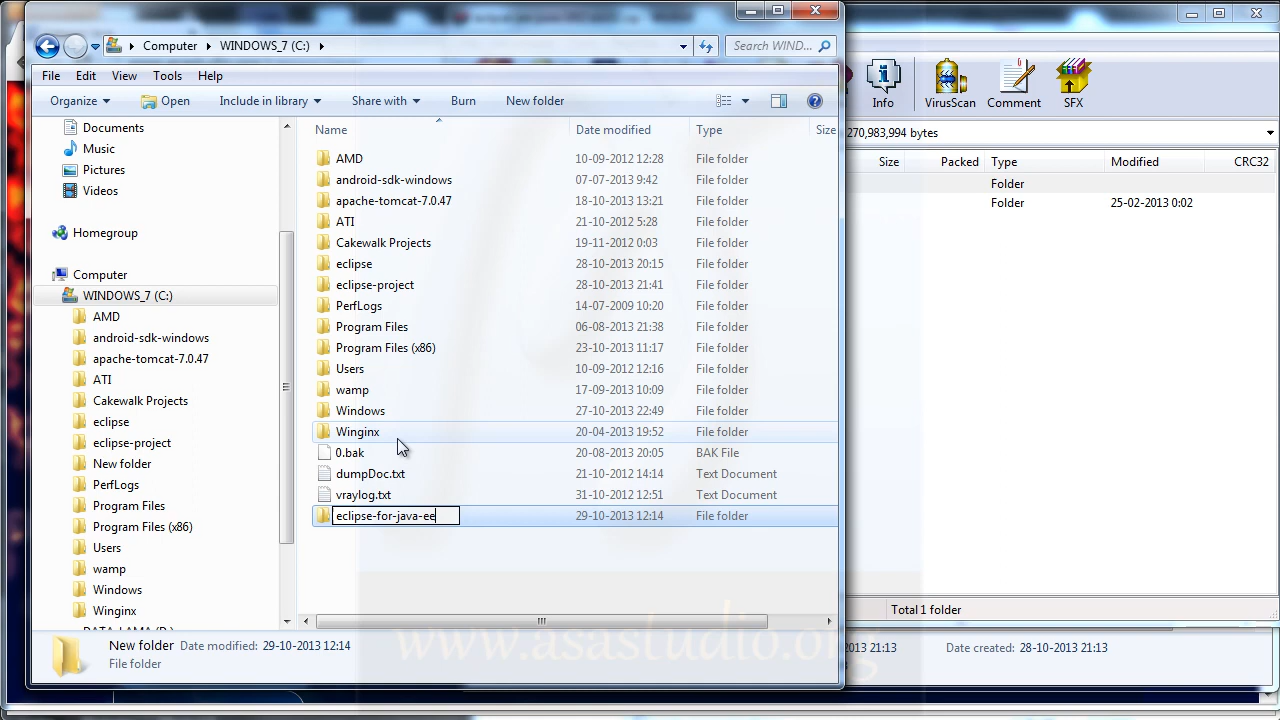 Computer WINDOWS_7 (C:) Search WIND...
File Edit View Tools Help
Organize Open Include in library Share with Burn New folder
Info VirusScan Comment SFX
270,983,994 bytes
Documents
Music
Pictures
Videos
Homegroup
Computer
WINDOWS_7 (C:)
AMD
android-sdk-windows
apache-tomcat-7.0.47
ATI
Cakewalk Projects
eclipse
eclipse-project
New folder
PerfLogs
Program Files
Program Files (x86)
Users
wamp
Windows
Winginx
Name Date modified Type Size
AMD 10-09-2012 12:28 File folder
android-sdk-windows 07-07-2013 9:42 File folder
apache-tomcat-7.0.47 18-10-2013 13:21 File folder
ATI 21-10-2012 5:28 File folder
Cakewalk Projects 19-11-2012 0:03 File folder
eclipse 28-10-2013 20:15 File folder
eclipse-project 28-10-2013 21:41 File folder
PerfLogs 14-07-2009 10:20 File folder
Program Files 06-08-2013 21:38 File folder
Program Files (x86) 23-10-2013 11:17 File folder
Users 10-09-2012 12:16 File folder
wamp 17-09-2013 10:09 File folder
Windows 27-10-2013 22:49 File folder
Winginx 20-04-2013 19:52 File folder
0.bak 20-08-2013 20:05 BAK File
dumpDoc.txt 21-10-2012 14:14 Text Document
vraylog.txt 31-10-2012 12:51 Text Document
eclipse-for-java-ee 29-10-2013 12:14 File folder
Size Packed Type Modified CRC32
Folder
Folder 25-02-2013 0:02
Total 1 folder
New folder Date modified: 29-10-2013 12:14
File folder
2013 21:13 Date created: 28-10-2013 21:13